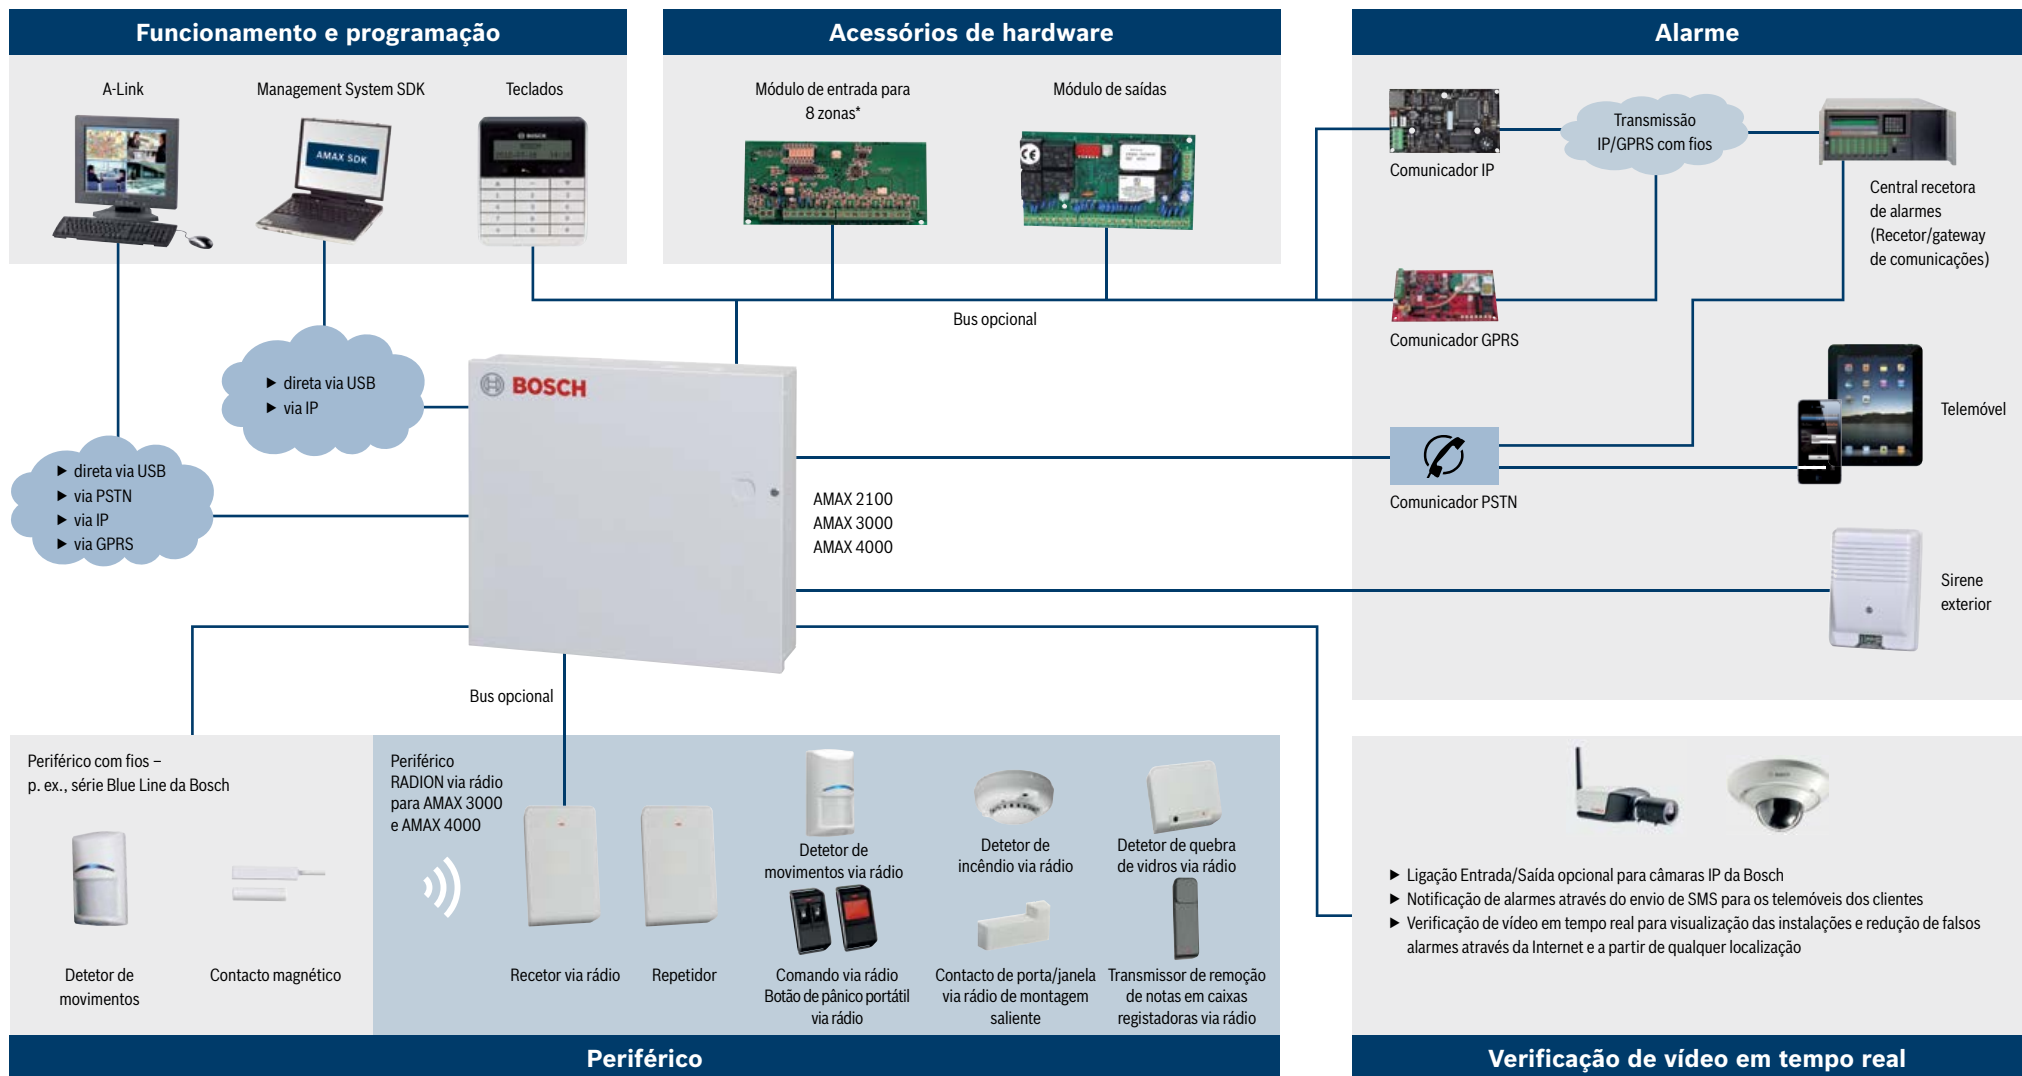 Funcionamento e programação
A-Link
Management System SDK
Teclados
AMAX SDK
BOSCH
Acessórios de hardware
Módulo de entrada para
8 zonas*
Módulo de saídas
Bus opcional
Alarme
Comunicador IP
Transmissão
IP/GPRS com fios
Central recetora
de alarmes
(Recetor/gateway
de comunicações)
Comunicador GPRS
Telemóvel
Comunicador PSTN
Sirene
exterior
▶ direta via USB
▶ via IP
▶ direta via USB
▶ via PSTN
▶ via IP
▶ via GPRS
BOSCH
AMAX 2100
AMAX 3000
AMAX 4000
Bus opcional
Periférico com fios –
p. ex., série Blue Line da Bosch
Detetor de
movimentos
Contacto magnético
Periférico
RADION via rádio
para AMAX 3000
e AMAX 4000
Recetor via rádio
Repetidor
Detetor de
movimentos via rádio
Detetor de
incêndio via rádio
Detetor de quebra
de vidros via rádio
Comando via rádio
Botão de pânico portátil
via rádio
Contacto de porta/janela
via rádio de montagem
saliente
Transmissor de remoção
de notas em caixas
registadoras via rádio
Periférico
▶ Ligação Entrada/Saída opcional para câmaras IP da Bosch
▶ Notificação de alarmes através do envio de SMS para os telemóveis dos clientes
▶ Verificação de vídeo em tempo real para visualização das instalações e redução de falsos
alarmes através da Internet e a partir de qualquer localização
Verificação de vídeo em tempo real